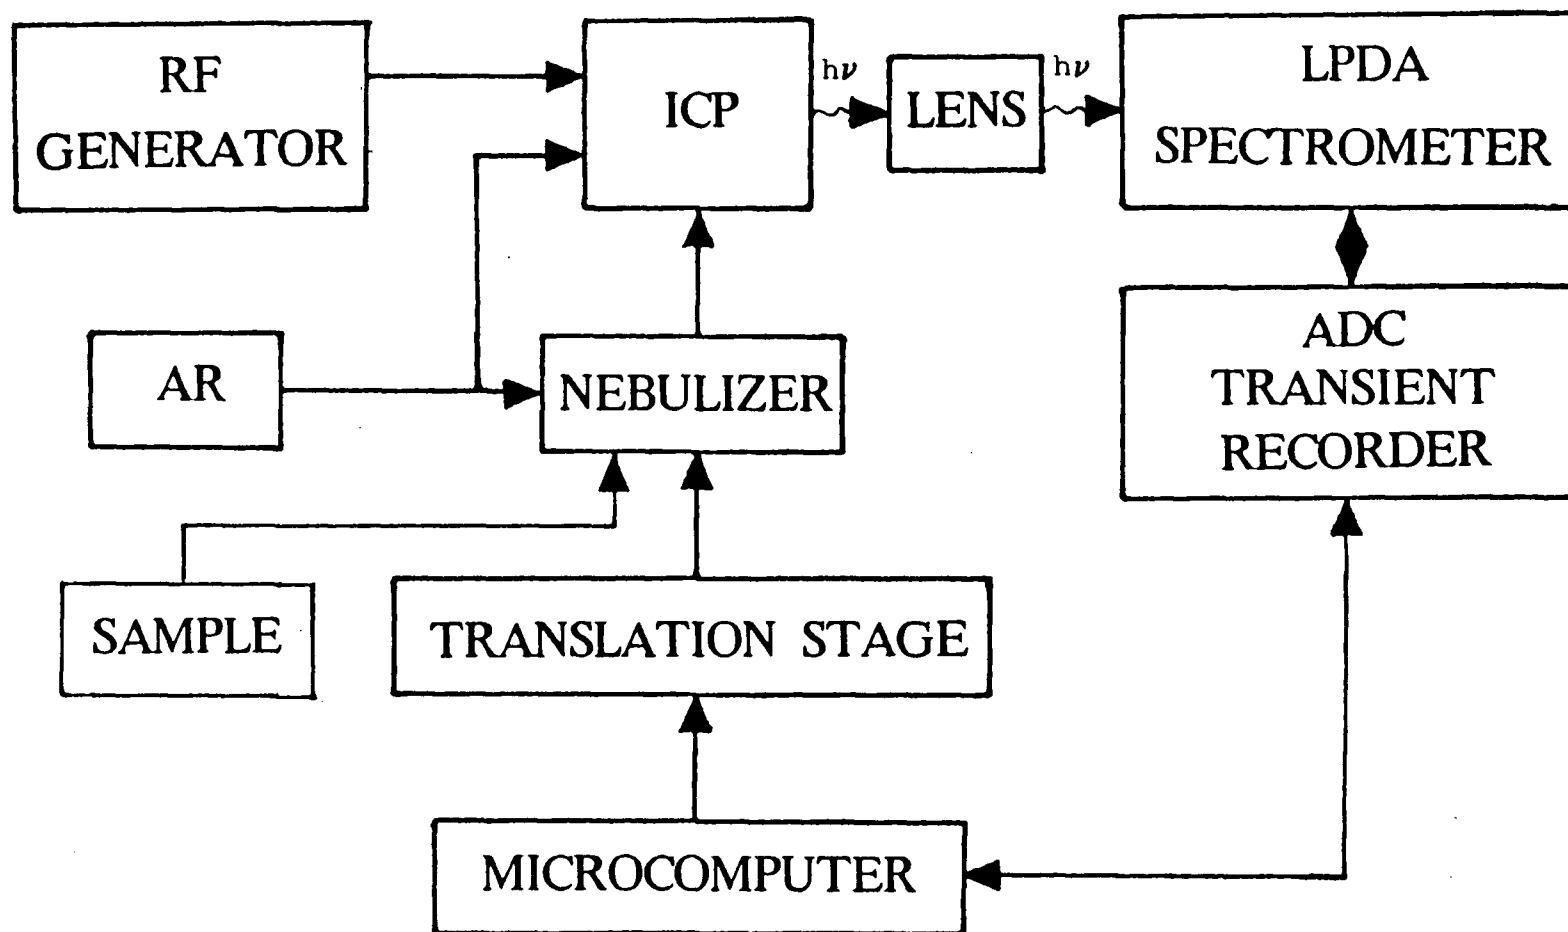 RF
GENERATOR
ICP
hν
LENS
hν
LPDA
SPECTROMETER
AR
NEBULIZER
ADC
TRANSIENT
RECORDER
SAMPLE
TRANSLATION STAGE
MICROCOMPUTER